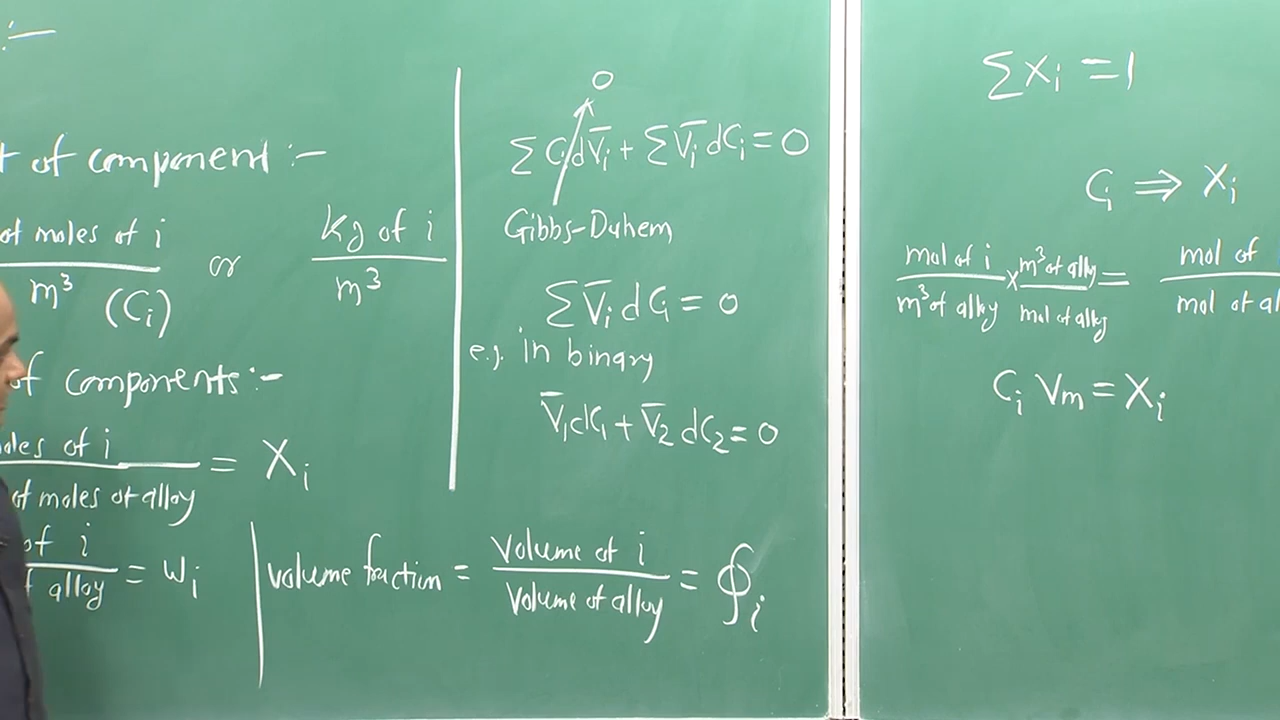 :-
t of component :-
of moles of i / m³ (Ci) or kg of i / m³
of components :-
oles of i / of moles of alloy = Xi
of i / f alloy = wi
0
∑ Ci dV̄i + ∑ V̄i dCi = 0
Gibbs-Duhem
∑ V̄i dCi = 0
e.g. in binary
V̄1 dC1 + V̄2 dC2 = 0
volume fraction = volume of i / volume of alloy = ϕi
∑ Xi = 1
Ci ⇒ Xi
mol of i / m³ of alloy × m³ of alloy / mol of alloy = mol of / mol of al
Ci Vm = Xi